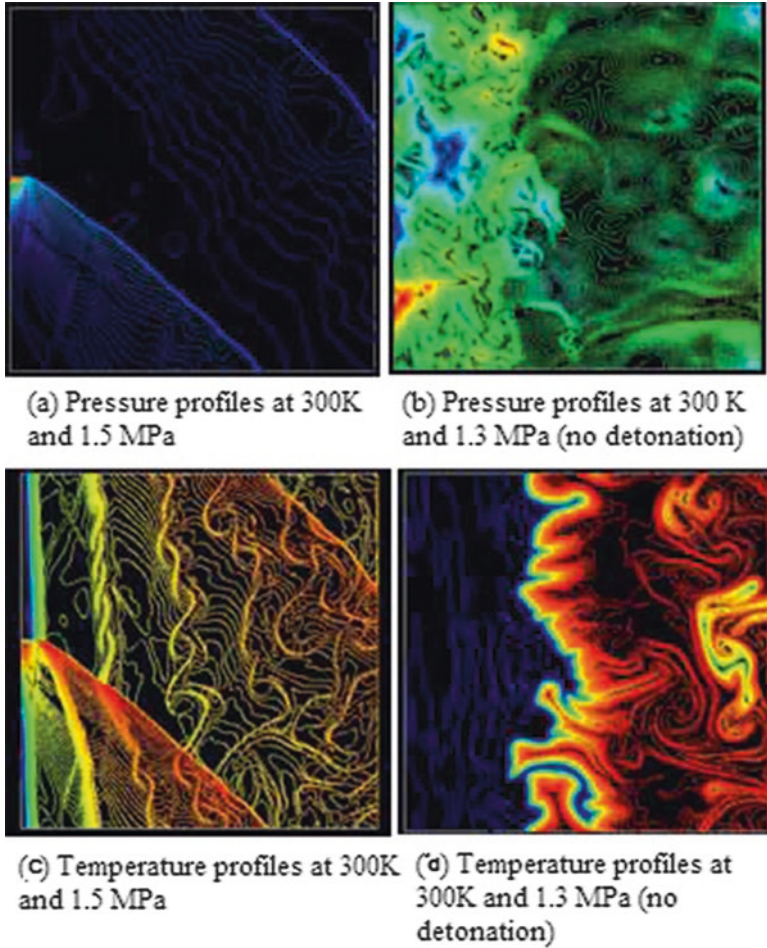 (a) Pressure profiles at 300K
and 1.5 MPa
(b) Pressure profiles at 300 K
and 1.3 MPa (no detonation)
(c) Temperature profiles at 300K
and 1.5 MPa
(d) Temperature profiles at
300K and 1.3 MPa (no
detonation)